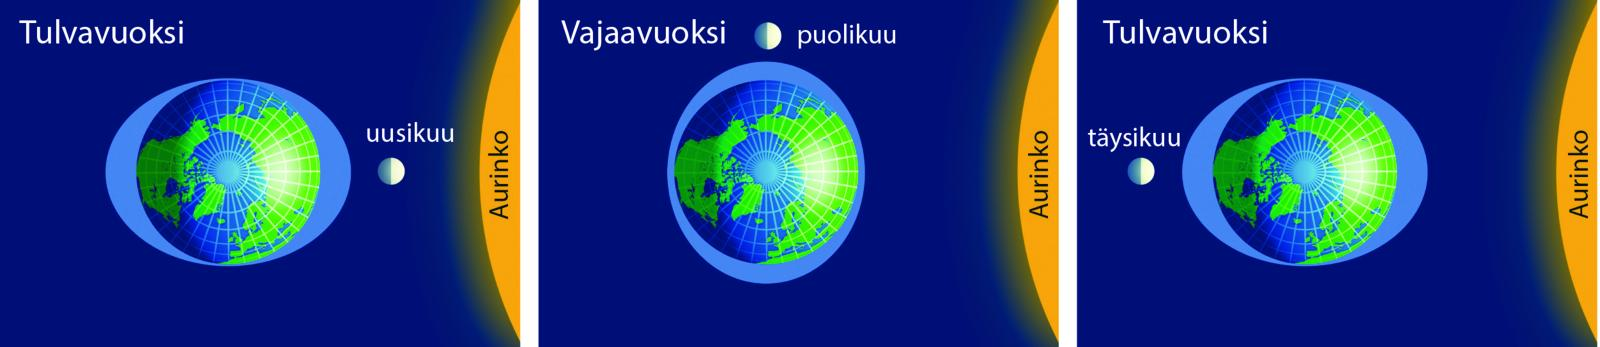 Tulvavuoksi
uusikuu
Aurinko
Vajaavuoksi
puolikuu
Aurinko
Tulvavuoksi
täysikuu
Aurinko